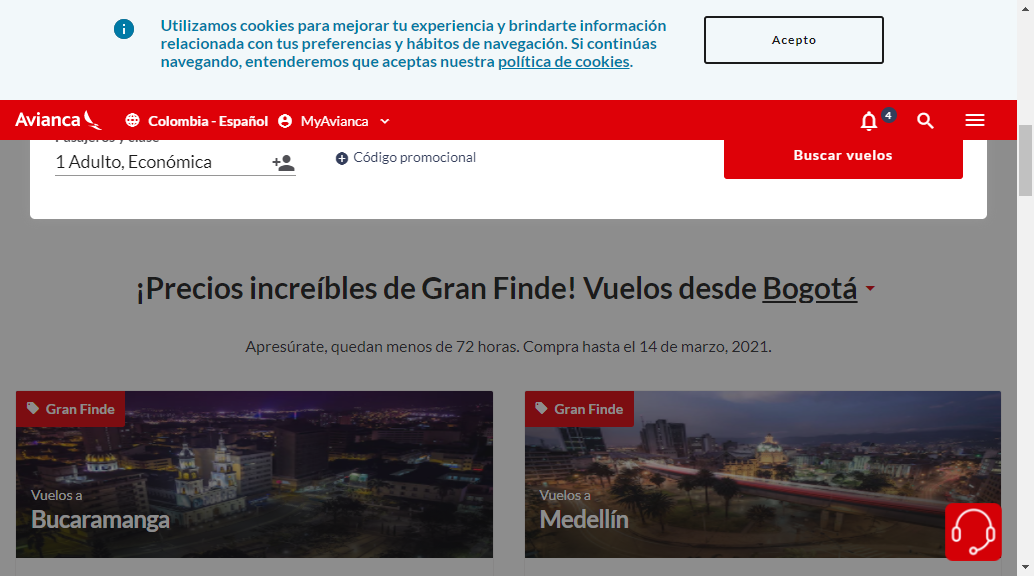 Utilizamos cookies para mejorar tu experiencia y brindarte información
relacionada con tus preferencias y hábitos de navegación. Si continúas
navegando, entenderemos que aceptas nuestra política de cookies.
Acepto
Avianca
Colombia - Español
MyAvianca
4
Pasajeros y clase
1 Adulto, Económica
Código promocional
Buscar vuelos
¡Precios increíbles de Gran Finde! Vuelos desde Bogotá
Apresúrate, quedan menos de 72 horas. Compra hasta el 14 de marzo, 2021.
Gran Finde
Vuelos a
Bucaramanga
Gran Finde
Vuelos a
Medellín